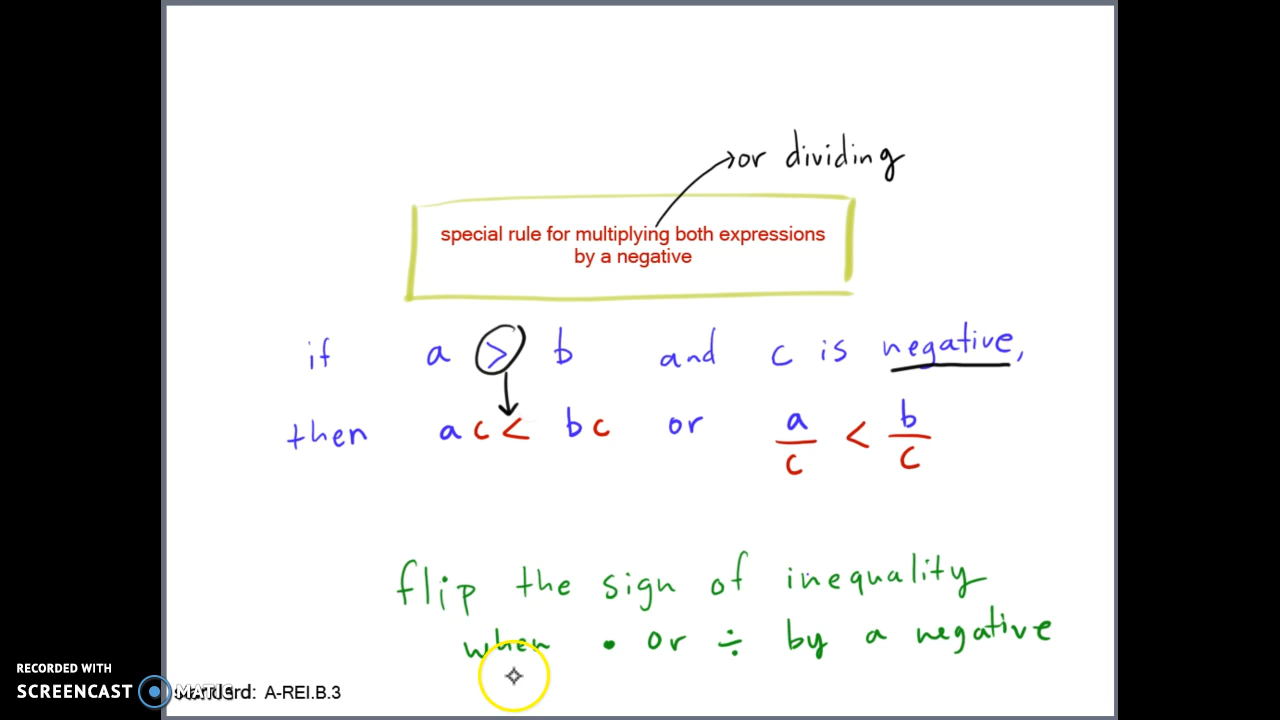 or dividing
special rule for multiplying both expressions
by a negative
if a > b and c is negative,
then ac < bc or a/c < b/c
flip the sign of inequality
when • or ÷ by a negative
RECORDED WITH
SCREENCAST MATIC
A-REI.B.3